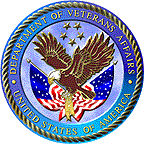 DEPARTMENT OF VETERANS AFFAIRS
UNITED STATES OF AMERICA